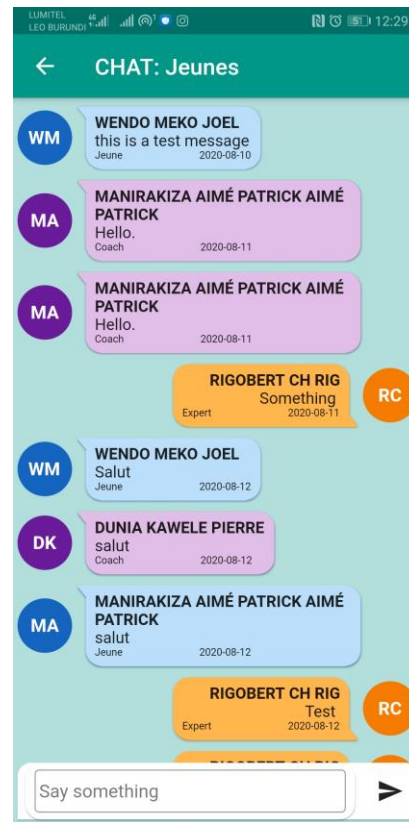 LUMITEL
LEO BURUNDI
46
51
12:29
CHAT: Jeunes
WM
WENDO MEKO JOEL
this is a test message
Jeune 2020-08-10
MA
MANIRAKIZA AIMÉ PATRICK AIMÉ
PATRICK
Hello.
Coach 2020-08-11
MA
MANIRAKIZA AIMÉ PATRICK AIMÉ
PATRICK
Hello.
Coach 2020-08-11
RIGOBERT CH RIG
Something
Expert 2020-08-11
RC
WM
WENDO MEKO JOEL
Salut
Jeune 2020-08-12
DK
DUNIA KAWELE PIERRE
salut
Coach 2020-08-12
MA
MANIRAKIZA AIMÉ PATRICK AIMÉ
PATRICK
salut
Jeune 2020-08-12
RIGOBERT CH RIG
Test
Expert 2020-08-12
RC
Say something